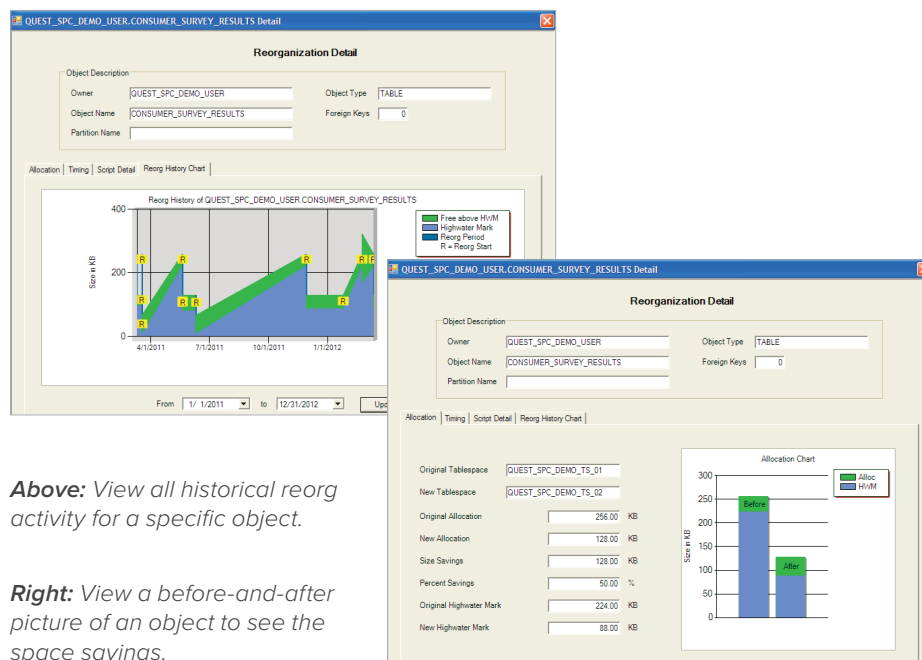 QUEST_SPC_DEMO_USER.CONSUMER_SURVEY_RESULTS Detail
Reorganization Detail
Object Description
Owner QUEST_SPC_DEMO_USER Object Type TABLE
Object Name CONSUMER_SURVEY_RESULTS Foreign Keys 0
Partition Name
Allocation Timing Script Detail Reorg History Chart
Reorg History of QUEST_SPC_DEMO_USER.CONSUMER_SURVEY_RESULTS
Size in KB
400
200
0
R R R R R R R R R R
4/1/2011 7/1/2011 10/1/2011 1/1/2012
Free above HWM
Highwater Mark
Reorg Period
R = Reorg Start
From 1/ 1/2011 to 12/31/2012
QUEST_SPC_DEMO_USER.CONSUMER_SURVEY_RESULTS Detail
Reorganization Detail
Object Description
Owner QUEST_SPC_DEMO_USER Object Type TABLE
Object Name CONSUMER_SURVEY_RESULTS Foreign Keys 0
Partition Name
Allocation Timing Script Detail Reorg History Chart
Original Tablespace QUEST_SPC_DEMO_TS_01
New Tablespace QUEST_SPC_DEMO_TS_02
Original Allocation 256.00 KB
New Allocation 128.00 KB
Size Savings 128.00 KB
Percent Savings 50.00 %
Original Highwater Mark 224.00 KB
New Highwater Mark 88.00 KB
Allocation Chart
Size in KB
300
250
200
150
100
50
0
Before
After
Alloc
HWM
Above: View all historical reorg
activity for a specific object.
Right: View a before-and-after
picture of an object to see the
space savings.